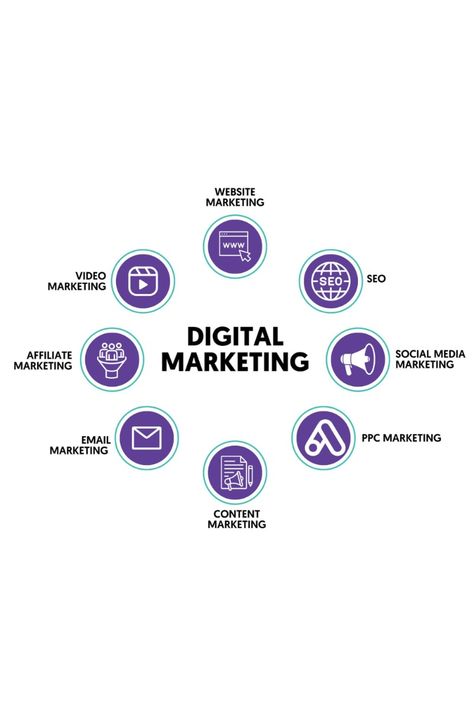 WEBSITE
MARKETING
WWW
VIDEO
MARKETING
SEO
SEO
DIGITAL
MARKETING
AFFILIATE
MARKETING
SOCIAL MEDIA
MARKETING
EMAIL
MARKETING
PPC MARKETING
CONTENT
MARKETING